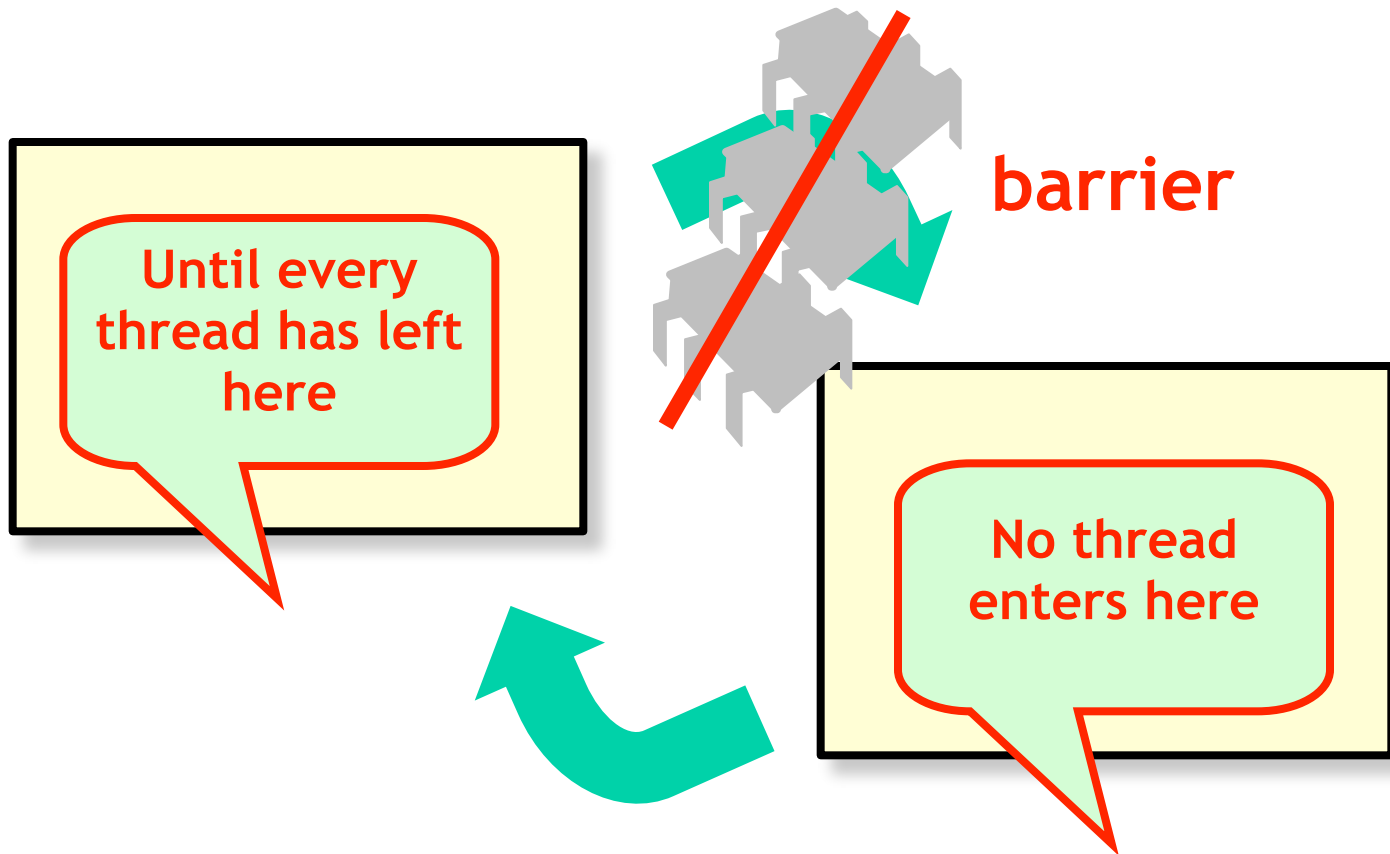 barrier
Until every
thread has left
here
No thread
enters here